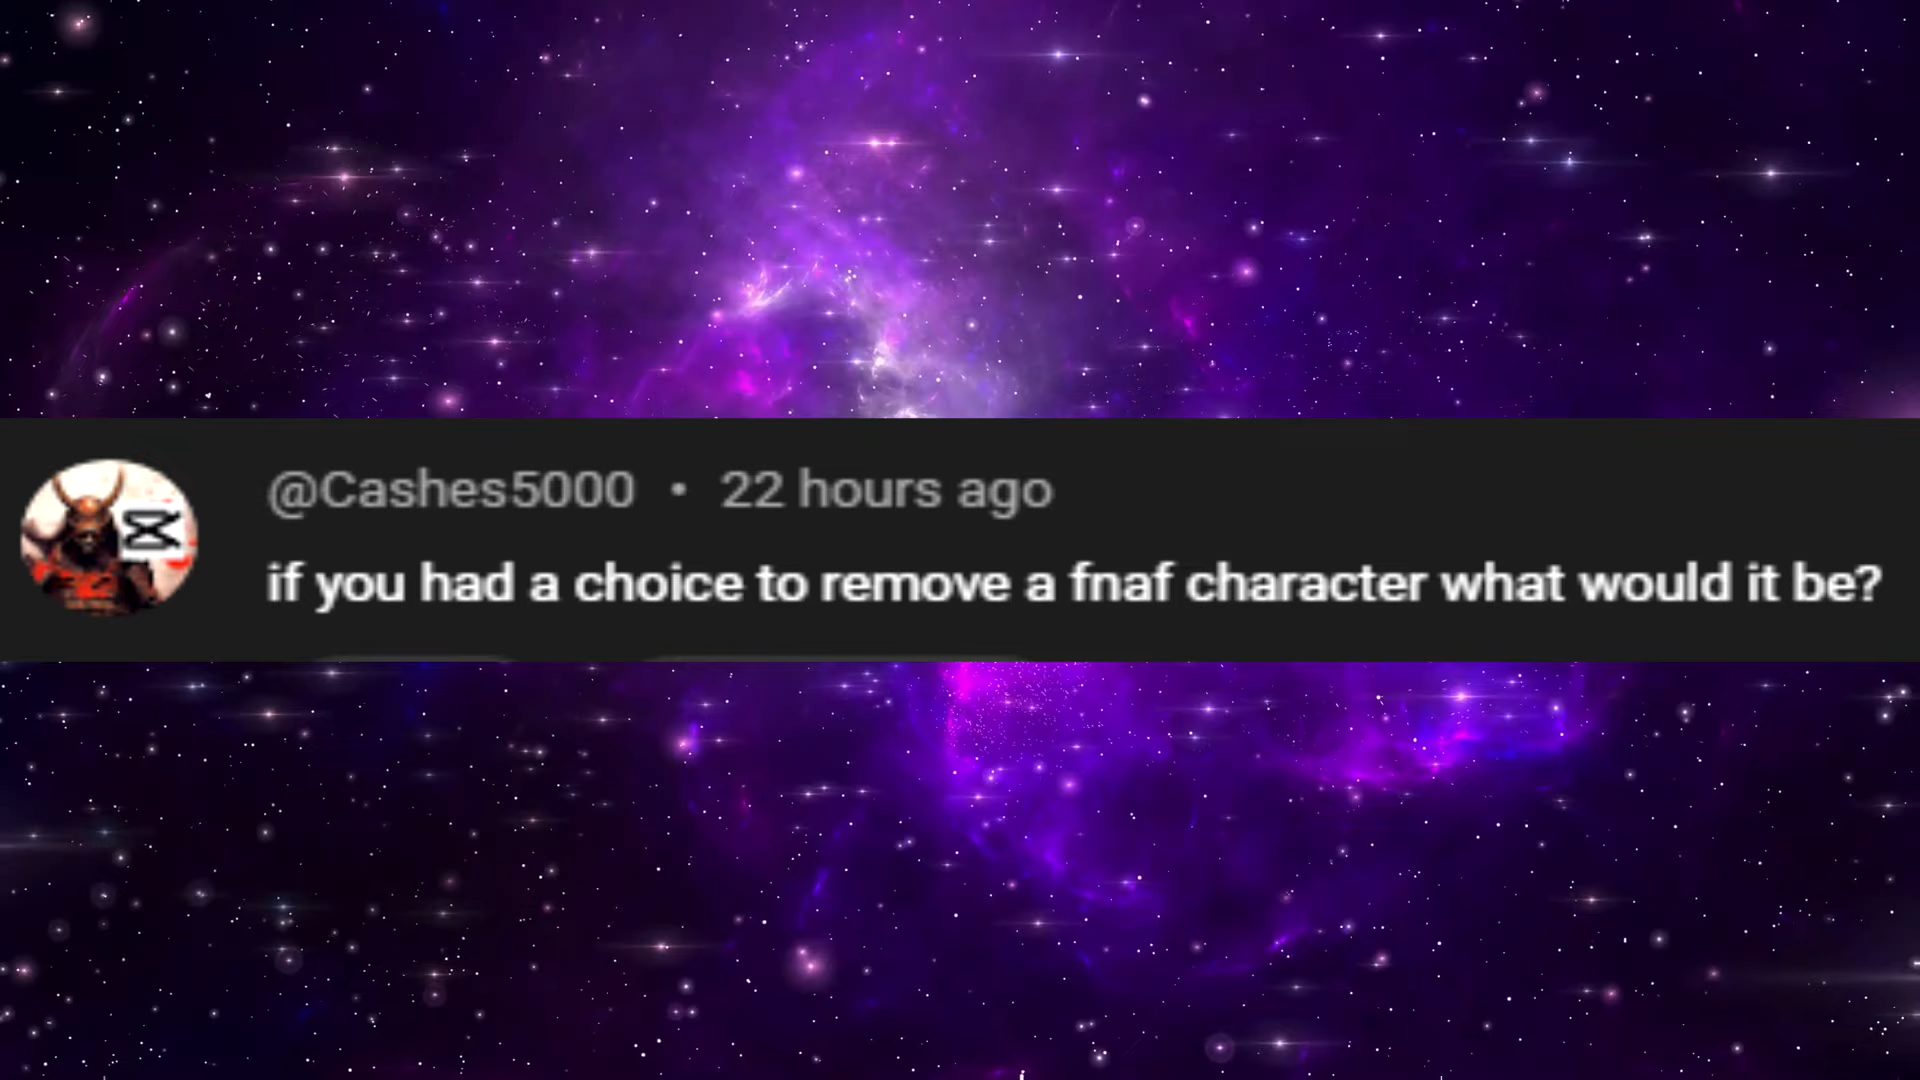 @Cashes5000 • 22 hours ago
if you had a choice to remove a fnaf character what would it be?